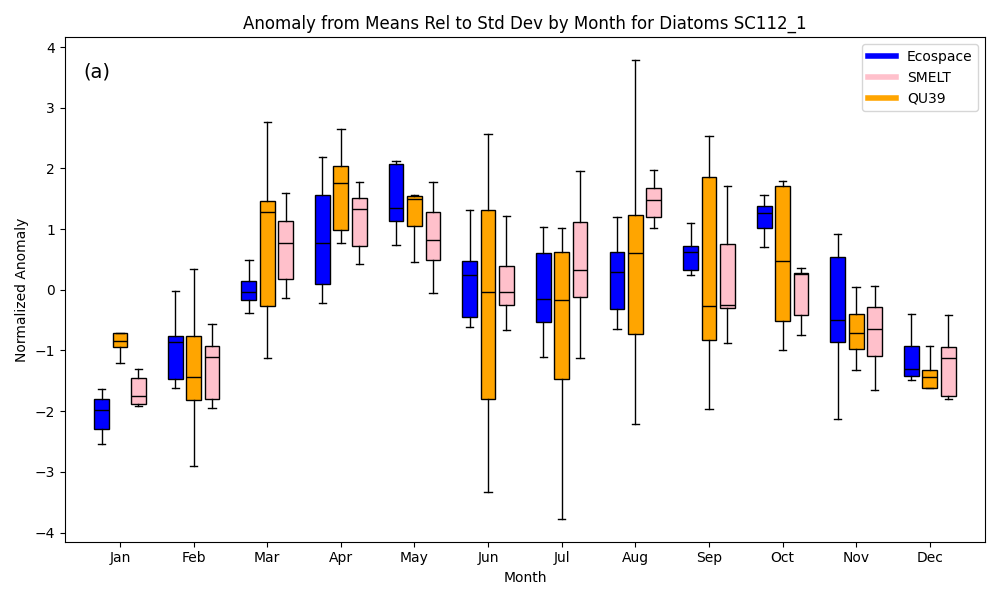 Anomaly from Means Rel to Std Dev by Month for Diatoms SC112_1
(a)
Ecospace
SMELT
QU39
Normalized Anomaly
4
3
2
1
0
−1
−2
−3
−4
Jan Feb Mar Apr May Jun Jul Aug Sep Oct Nov Dec
Month